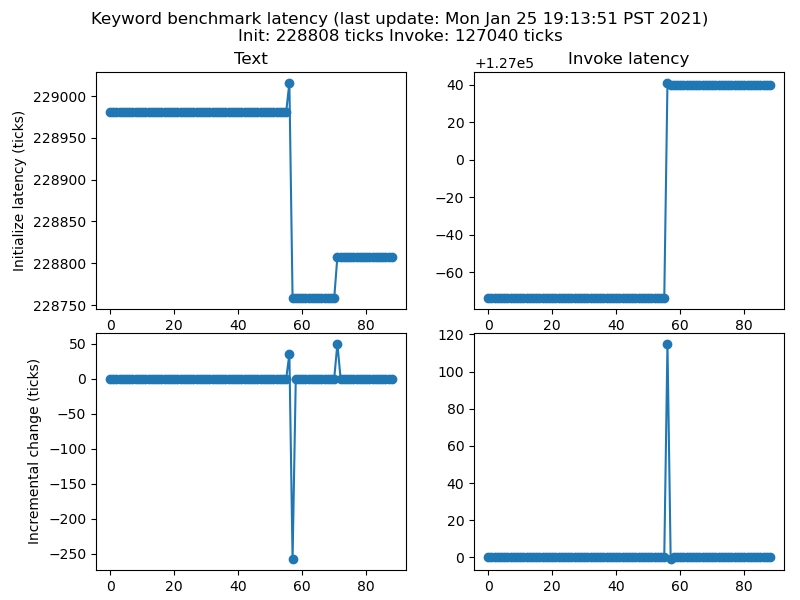 Keyword benchmark latency (last update: Mon Jan 25 19:13:51 PST 2021)
Init: 228808 ticks Invoke: 127040 ticks
Text
Initialize latency (ticks)
229000
228950
228900
228850
228800
228750
0 20 40 60 80
Invoke latency
+1.27e5
40
20
0
−20
−40
−60
0 20 40 60 80
Incremental change (ticks)
50
0
−50
−100
−150
−200
−250
0 20 40 60 80
120
100
80
60
40
20
0
0 20 40 60 80